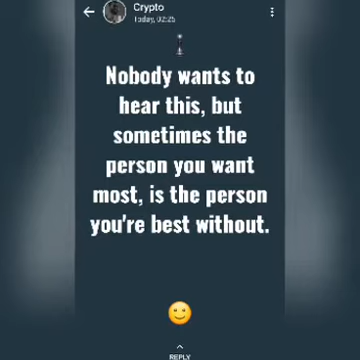 Crypto
Today, 02:25
Nobody wants to
hear this, but
sometimes the
person you want
most, is the person
you're best without.
REPLY